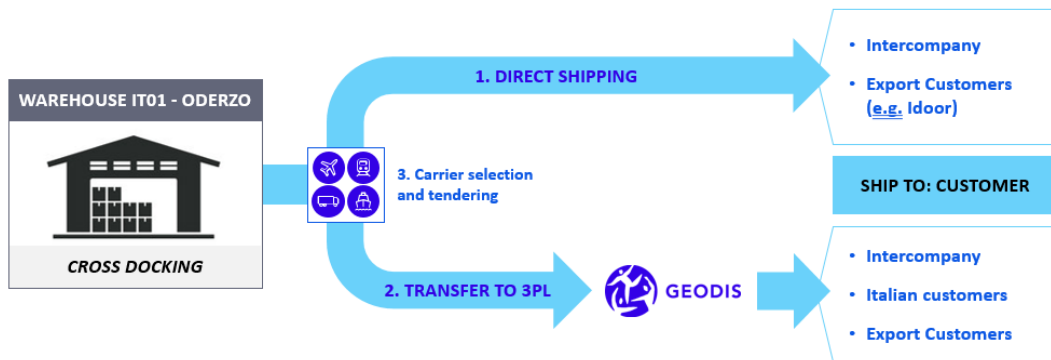 WAREHOUSE IT01 - ODERZO
CROSS DOCKING
1. DIRECT SHIPPING
3. Carrier selection
and tendering
2. TRANSFER TO 3PL
GEODIS
• Intercompany
• Export Customers
(e.g. Idoor)
SHIP TO: CUSTOMER
• Intercompany
• Italian customers
• Export Customers